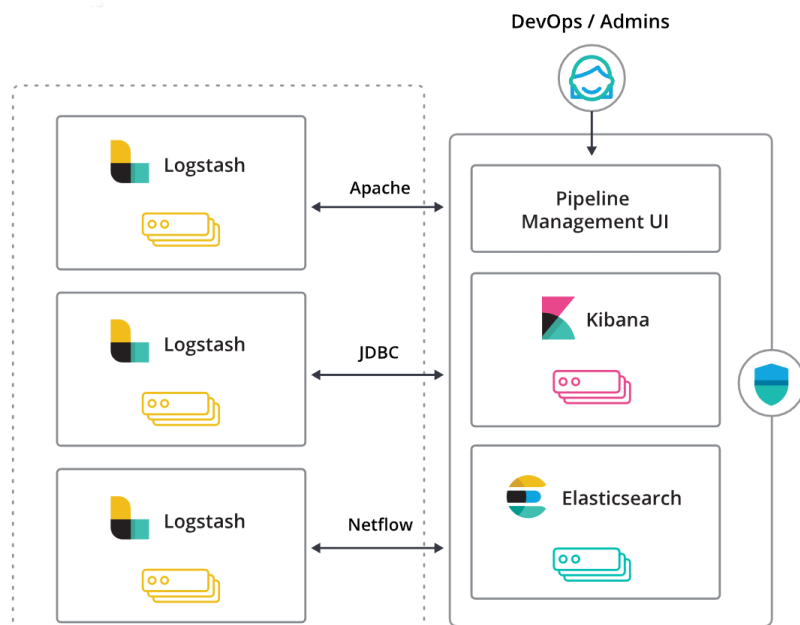 DevOps / Admins
Logstash
Apache
Pipeline
Management UI
Logstash
JDBC
Kibana
Logstash
Netflow
Elasticsearch